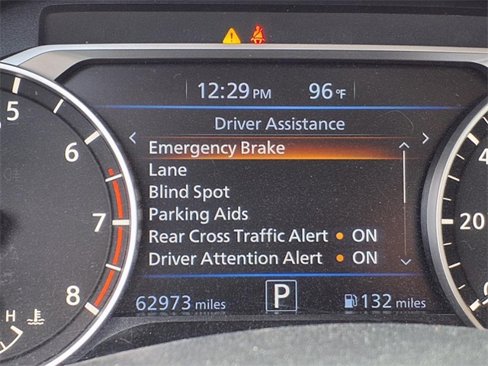 12:29 PM 96 °F
Driver Assistance
Emergency Brake
Lane
Blind Spot
Parking Aids
Rear Cross Traffic Alert • ON
Driver Attention Alert • ON
62973 miles P 132 miles
5
6
7
8
H
20